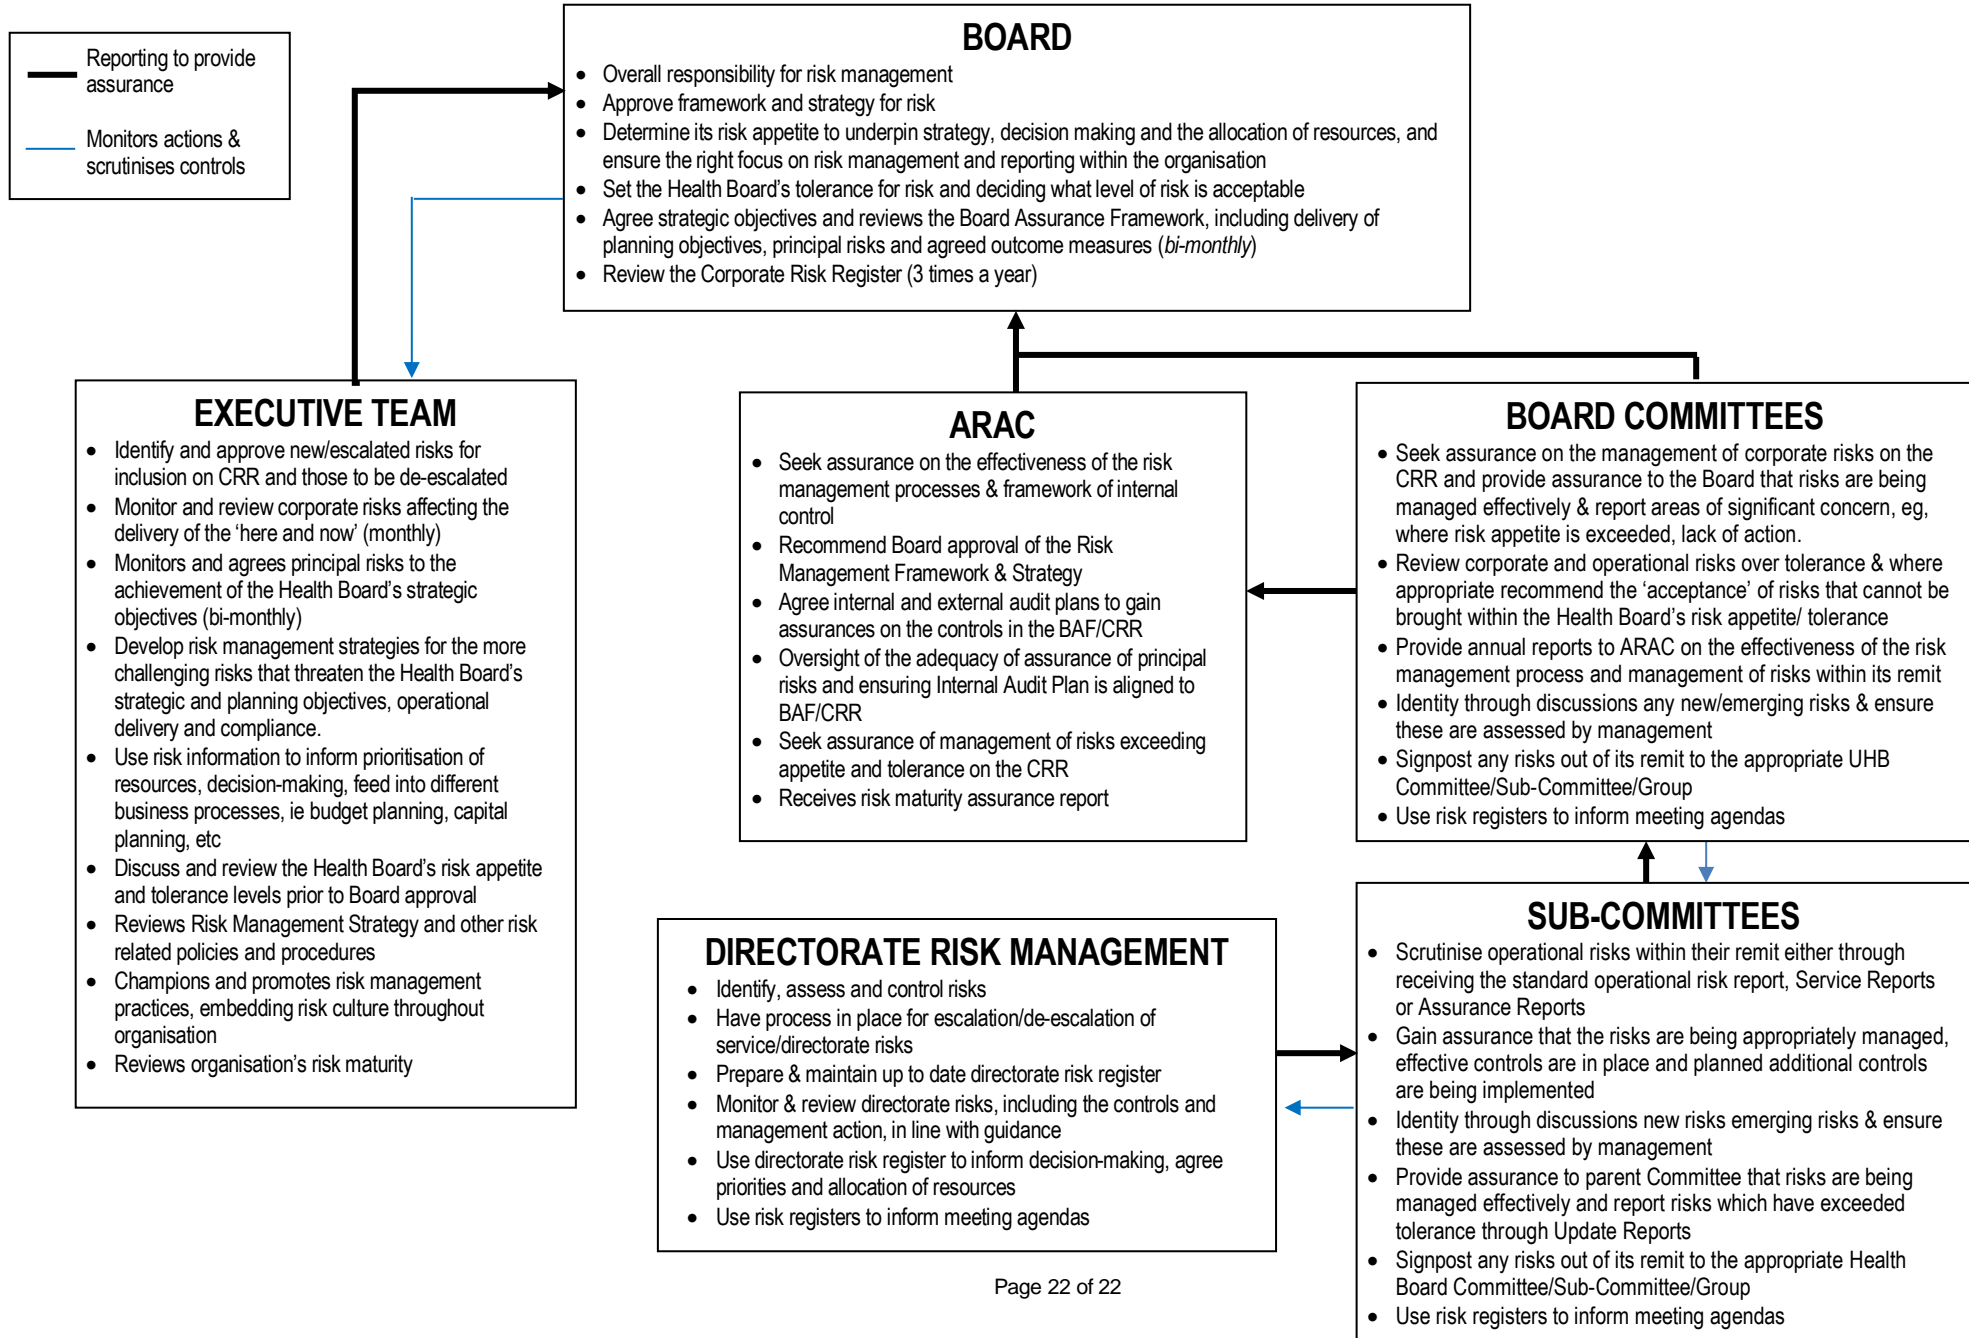 Reporting to provide
assurance
Monitors actions &
scrutinises controls
BOARD
• Overall responsibility for risk management
• Approve framework and strategy for risk
• Determine its risk appetite to underpin strategy, decision making and the allocation of resources, and
ensure the right focus on risk management and reporting within the organisation
• Set the Health Board's tolerance for risk and deciding what level of risk is acceptable
• Agree strategic objectives and reviews the Board Assurance Framework, including delivery of
planning objectives, principal risks and agreed outcome measures (bi-monthly)
• Review the Corporate Risk Register (3 times a year)
EXECUTIVE TEAM
• Identify and approve new/escalated risks for
inclusion on CRR and those to be de-escalated
• Monitor and review corporate risks affecting the
delivery of the 'here and now' (monthly)
• Monitors and agrees principal risks to the
achievement of the Health Board's strategic
objectives (bi-monthly)
• Develop risk management strategies for the more
challenging risks that threaten the Health Board's
strategic and planning objectives, operational
delivery and compliance.
• Use risk information to inform prioritisation of
resources, decision-making, feed into different
business processes, ie budget planning, capital
planning, etc
• Discuss and review the Health Board's risk appetite
and tolerance levels prior to Board approval
• Reviews Risk Management Strategy and other risk
related policies and procedures
• Champions and promotes risk management
practices, embedding risk culture throughout
organisation
• Reviews organisation's risk maturity
ARAC
• Seek assurance on the effectiveness of the risk
management processes & framework of internal
control
• Recommend Board approval of the Risk
Management Framework & Strategy
• Agree internal and external audit plans to gain
assurances on the controls in the BAF/CRR
• Oversight of the adequacy of assurance of principal
risks and ensuring Internal Audit Plan is aligned to
BAF/CRR
• Seek assurance of management of risks exceeding
appetite and tolerance on the CRR
• Receives risk maturity assurance report
BOARD COMMITTEES
• Seek assurance on the management of corporate risks on the
CRR and provide assurance to the Board that risks are being
managed effectively & report areas of significant concern, eg,
where risk appetite is exceeded, lack of action.
• Review corporate and operational risks over tolerance & where
appropriate recommend the 'acceptance' of risks that cannot be
brought within the Health Board's risk appetite/ tolerance
• Provide annual reports to ARAC on the effectiveness of the risk
management process and management of risks within its remit
• Identity through discussions any new/emerging risks & ensure
these are assessed by management
• Signpost any risks out of its remit to the appropriate UHB
Committee/Sub-Committee/Group
• Use risk registers to inform meeting agendas
DIRECTORATE RISK MANAGEMENT
• Identify, assess and control risks
• Have process in place for escalation/de-escalation of
service/directorate risks
• Prepare & maintain up to date directorate risk register
• Monitor & review directorate risks, including the controls and
management action, in line with guidance
• Use directorate risk register to inform decision-making, agree
priorities and allocation of resources
• Use risk registers to inform meeting agendas
SUB-COMMITTEES
• Scrutinise operational risks within their remit either through
receiving the standard operational risk report, Service Reports
or Assurance Reports
• Gain assurance that the risks are being appropriately managed,
effective controls are in place and planned additional controls
are being implemented
• Identity through discussions new risks emerging risks & ensure
these are assessed by management
• Provide assurance to parent Committee that risks are being
managed effectively and report risks which have exceeded
tolerance through Update Reports
• Signpost any risks out of its remit to the appropriate Health
Board Committee/Sub-Committee/Group
• Use risk registers to inform meeting agendas
Page 22 of 22